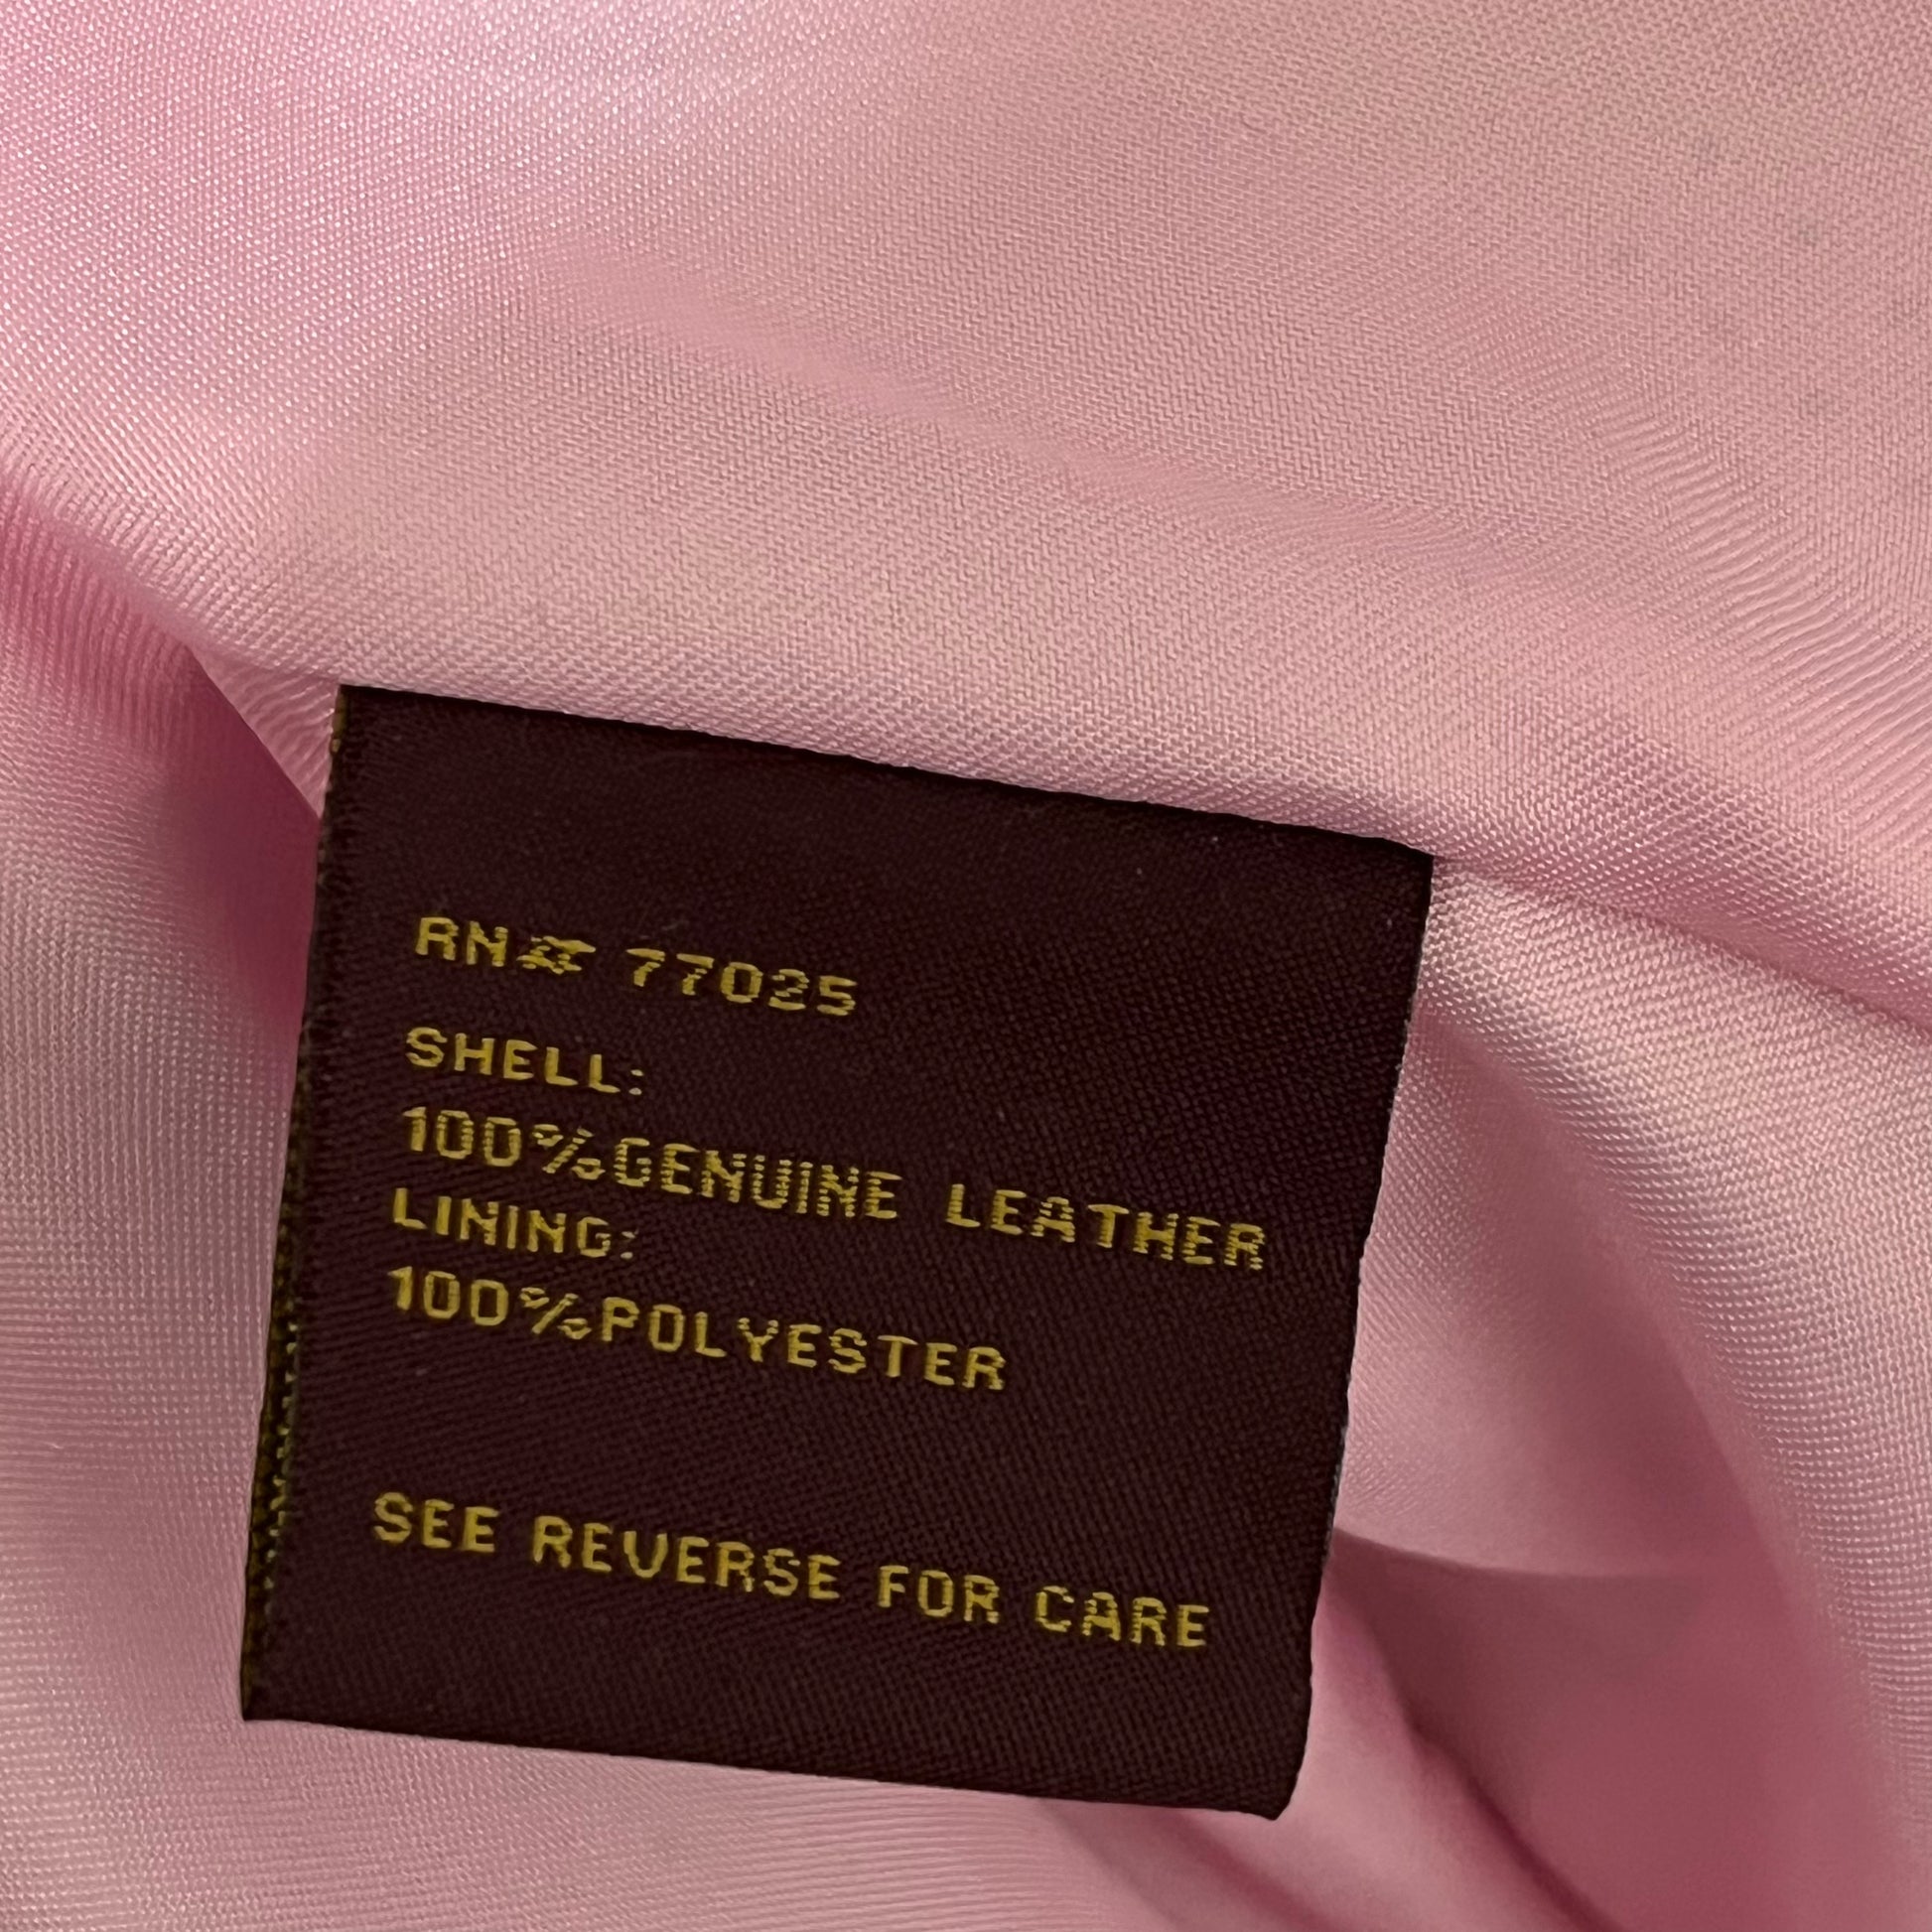 RN# 77025
SHELL:
100%GENUINE LEATHER
LINING:
100%POLYESTER
SEE REVERSE FOR CARE